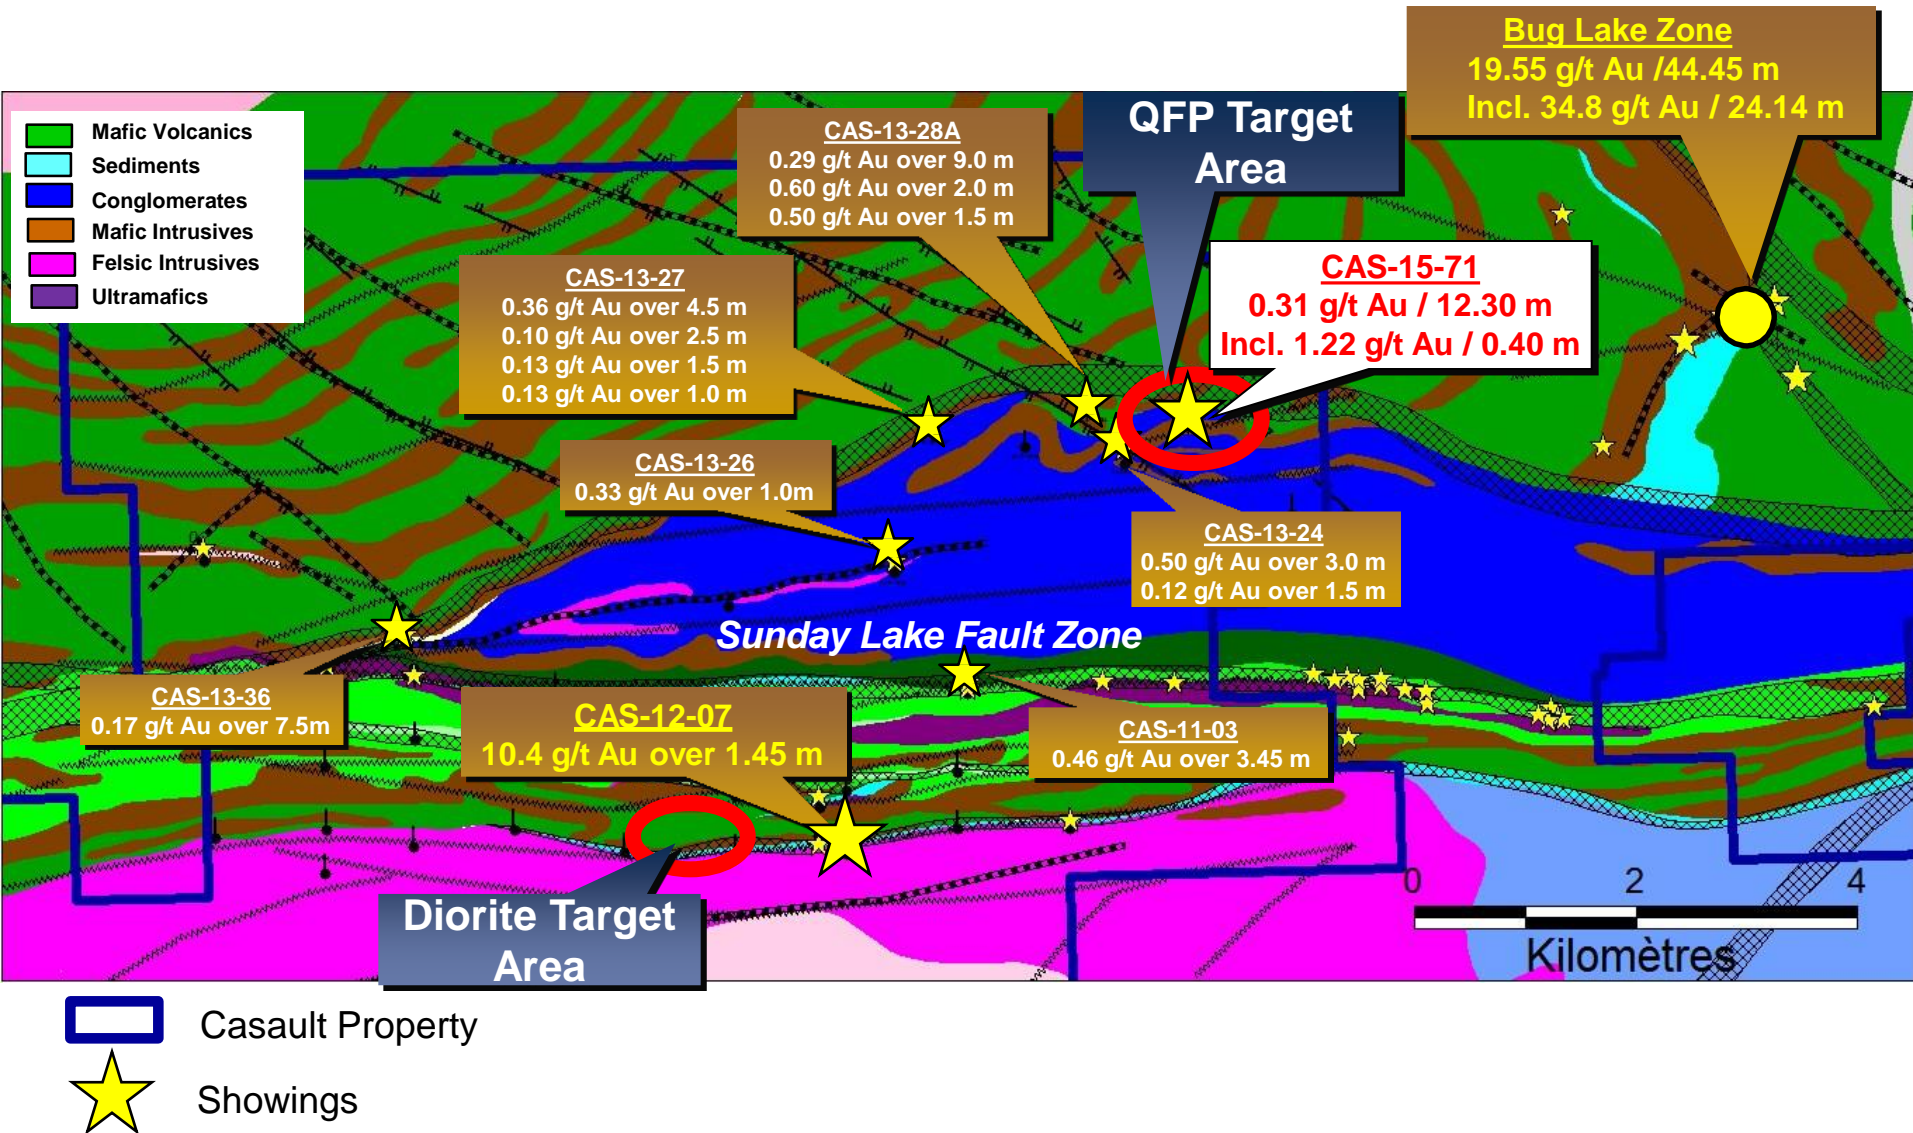 Bug Lake Zone
19.55 g/t Au /44.45 m
Incl. 34.8 g/t Au / 24.14 m
Mafic Volcanics
Sediments
Conglomerates
Mafic Intrusives
Felsic Intrusives
Ultramafics
CAS-13-28A
0.29 g/t Au over 9.0 m
0.60 g/t Au over 2.0 m
0.50 g/t Au over 1.5 m
QFP Target
Area
CAS-15-71
0.31 g/t Au / 12.30 m
Incl. 1.22 g/t Au / 0.40 m
CAS-13-27
0.36 g/t Au over 4.5 m
0.10 g/t Au over 2.5 m
0.13 g/t Au over 1.5 m
0.13 g/t Au over 1.0 m
CAS-13-26
0.33 g/t Au over 1.0m
CAS-13-24
0.50 g/t Au over 3.0 m
0.12 g/t Au over 1.5 m
Sunday Lake Fault Zone
CAS-13-36
0.17 g/t Au over 7.5m
CAS-12-07
10.4 g/t Au over 1.45 m
CAS-11-03
0.46 g/t Au over 3.45 m
Diorite Target
Area
0 2 4
Kilomètres
Casault Property
Showings